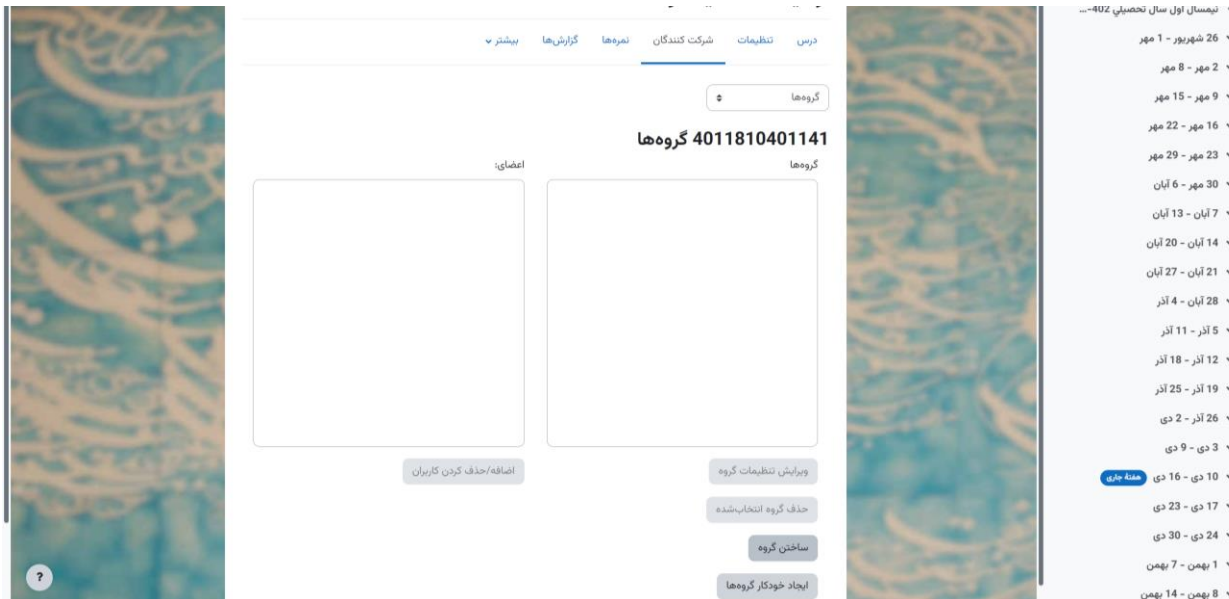 درس تنظیمات شرکت کنندگان نمره‌ها گزارش‌ها بیشتر
گروه‌ها
4011810401141 گروه‌ها
گروه‌ها
اعضای:
ویرایش تنظیمات گروه
اضافه/حذف کردن کاربران
حذف گروه انتخاب‌شده
ساختن گروه
ایجاد خودکار گروه‌ها
?
نیمسال اول سال تحصیلي 402-...
26 شهریور - 1 مهر
2 مهر - 8 مهر
9 مهر - 15 مهر
16 مهر - 22 مهر
23 مهر - 29 مهر
30 مهر - 6 آبان
7 آبان - 13 آبان
14 آبان - 20 آبان
21 آبان - 27 آبان
28 آبان - 4 آذر
5 آذر - 11 آذر
12 آذر - 18 آذر
19 آذر - 25 آذر
26 آذر - 2 دی
3 دی - 9 دی
10 دی - 16 دی هفتهٔ جاری
17 دی - 23 دی
24 دی - 30 دی
1 بهمن - 7 بهمن
8 بهمن - 14 بهمن